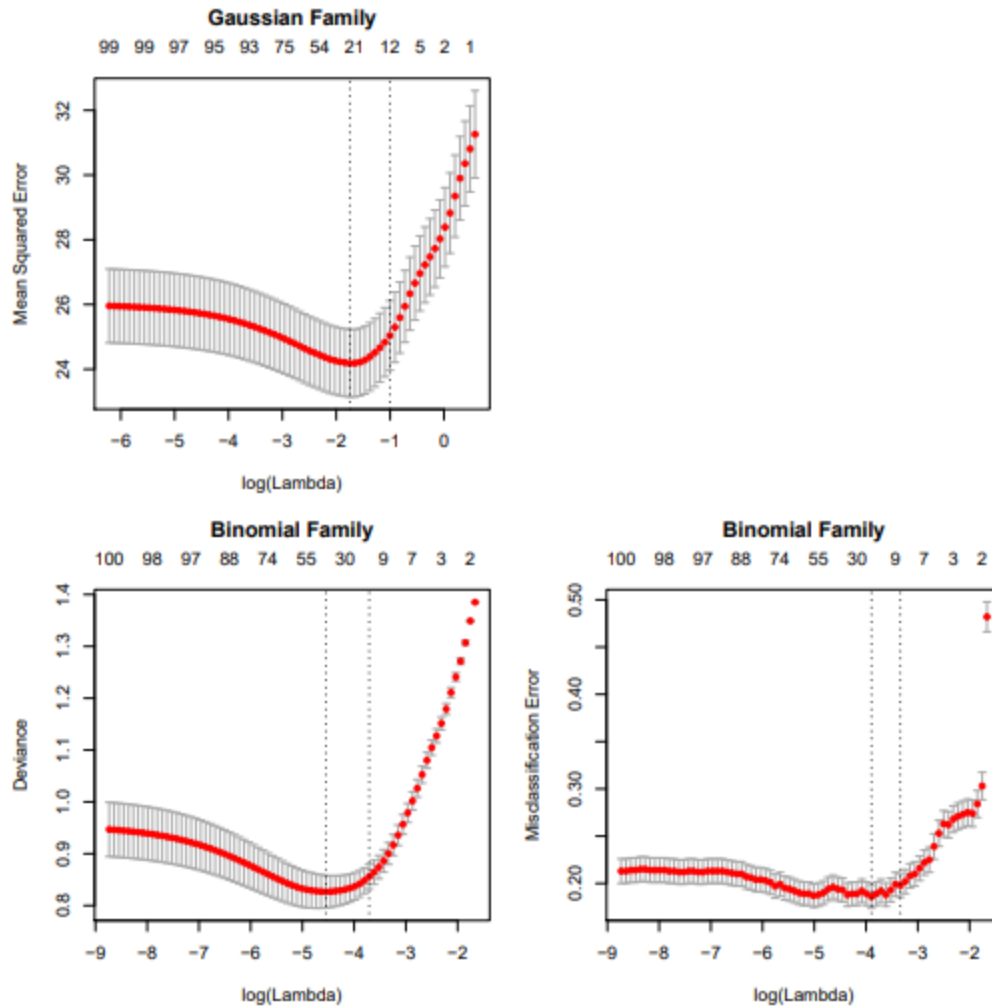 Gaussian Family
99 99 97 95 93 75 54 21 12 5 2 1
Mean Squared Error
32
30
28
26
24
−6 −5 −4 −3 −2 −1 0
log(Lambda)
Binomial Family
100 98 97 88 74 55 30 9 7 3 2
Deviance
1.4
1.3
1.2
1.1
1.0
0.9
0.8
−9 −8 −7 −6 −5 −4 −3 −2
log(Lambda)
Binomial Family
100 98 97 88 74 55 30 9 7 3 2
Misclassification Error
0.50
0.40
0.30
0.20
−9 −8 −7 −6 −5 −4 −3 −2
log(Lambda)